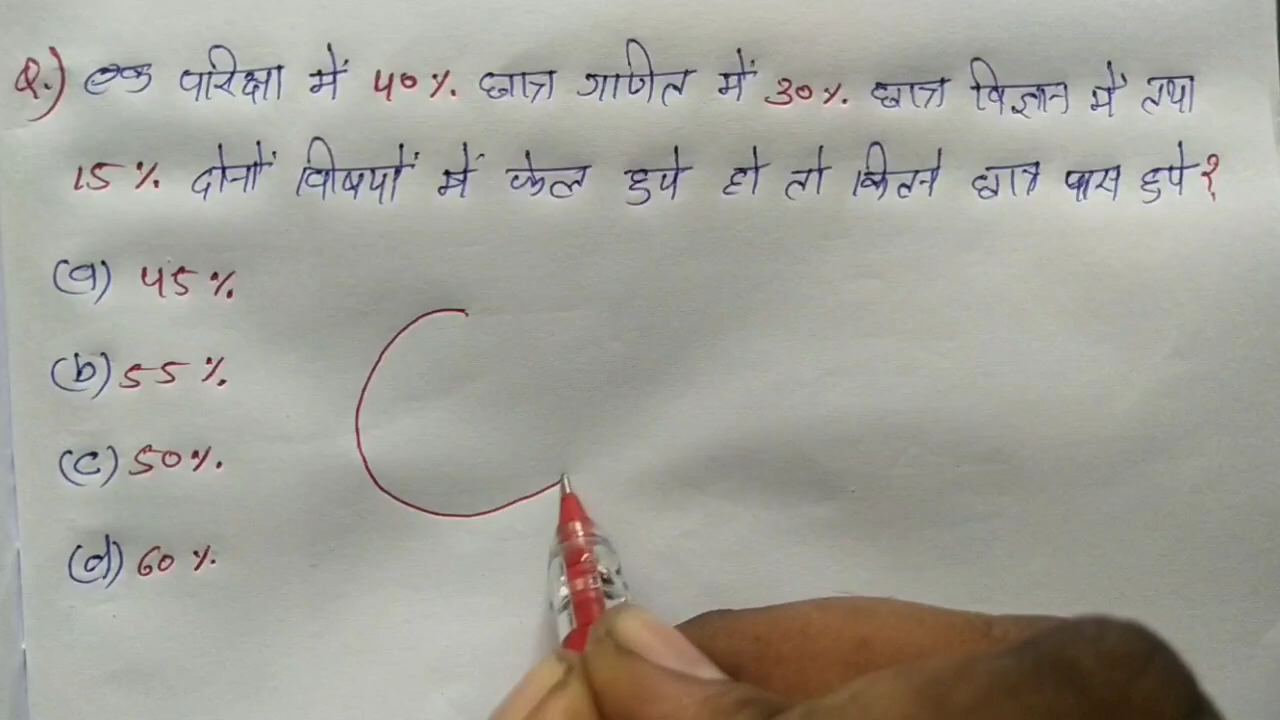 Q.) एक परिक्षा में 40%. छात्र गणित में 30%. छात्र विज्ञान में तथा
15%. दोनों विषयों में फेल हुये हो तो कितने छात्र पास हुये?
(a) 45%.
(b) 55%.
(c) 50%.
(d) 60%.